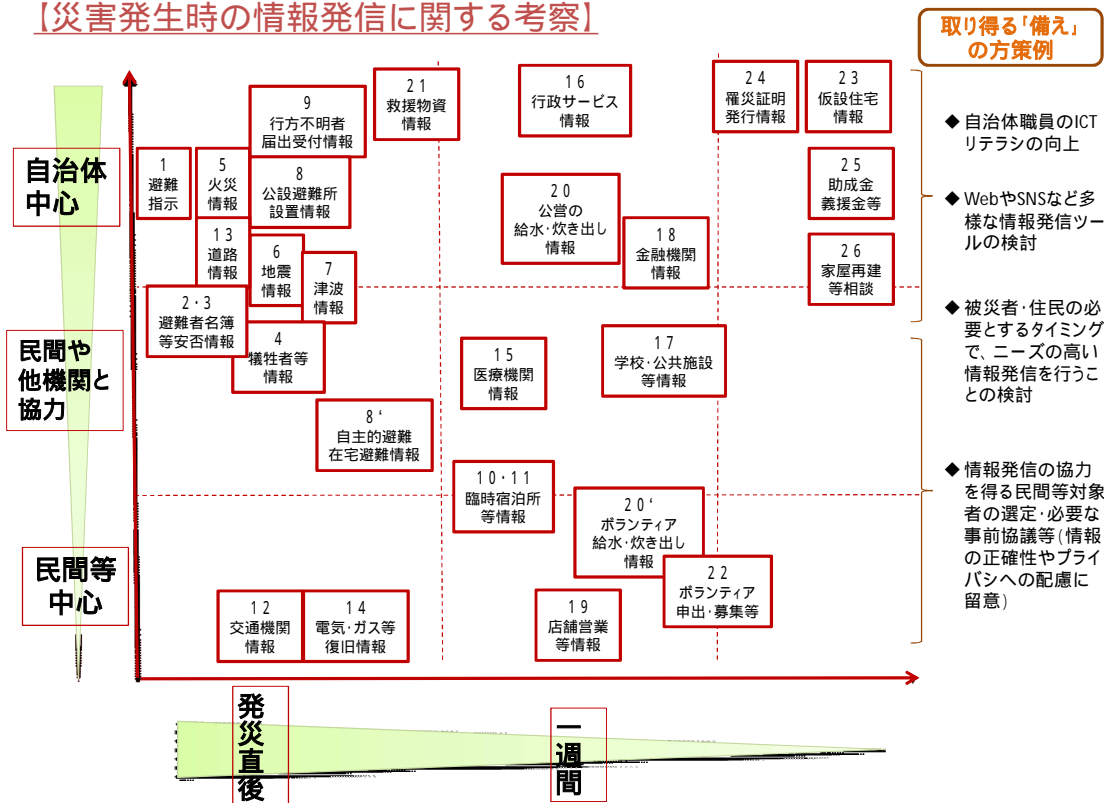 【災害発生時の情報発信に関する考察】
取り得る「備え」
の方策例
自治体
中心
民間や
他機関と
協力
民間等
中心
1
避難
指示
5
火災
情報
9
行方不明者
届出受付情報
8
公設避難所
設置情報
13
道路
情報
6
地震
情報
7
津波
情報
2・3
避難者名簿
等安否情報
4
犠牲者等
情報
8‘
自主的避難
在宅避難情報
12
交通機関
情報
14
電気・ガス等
復旧情報
21
救援物資
情報
16
行政サービス
情報
20
公営の
給水・炊き出し
情報
18
金融機関
情報
15
医療機関
情報
17
学校・公共施設
等情報
10・11
臨時宿泊所
等情報
20‘
ボランティア
給水・炊き出し
情報
22
ボランティア
申出・募集等
19
店舗営業
等情報
24
罹災証明
発行情報
23
仮設住宅
情報
25
助成金
義援金等
26
家屋再建
等相談
◆ 自治体職員のICT
リテラシの向上
◆ WebやSNSなど多
様な情報発信ツー
ルの検討
◆ 被災者・住民の必
要とするタイミング
で、ニーズの高い
情報発信を行うこ
との検討
◆ 情報発信の協力
を得る民間等対象
者の選定・必要な
事前協議等(情報
の正確性やプライ
バシへの配慮に
留意)
発災直後
一週間